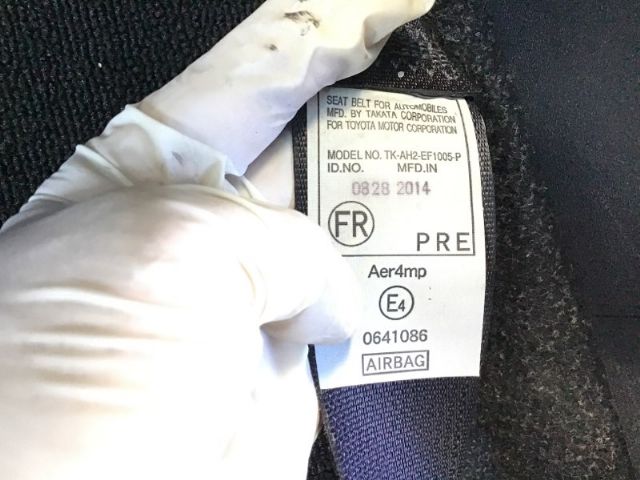 SEAT BELT FOR AUTOMOBILES
MFD. BY TAKATA CORPORATION
FOR TOYOTA MOTOR CORPORATION
MODEL NO. TK-AH2-EF1005-P
ID.NO. MFD.IN
0828 2014
FR
PRE
Aer4mp
E4
0641086
AIRBAG